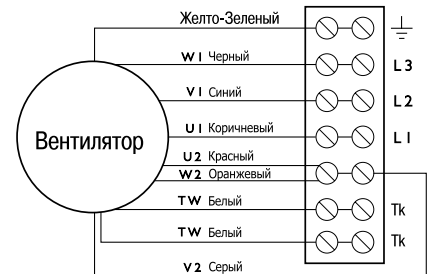 Желто-Зеленый
W1 Черный L3
V1 Синий L2
Вентилятор
U1 Коричневый L1
U2 Красный
W2 Оранжевый
TW Белый Tk
TW Белый Tk
V2 Серый